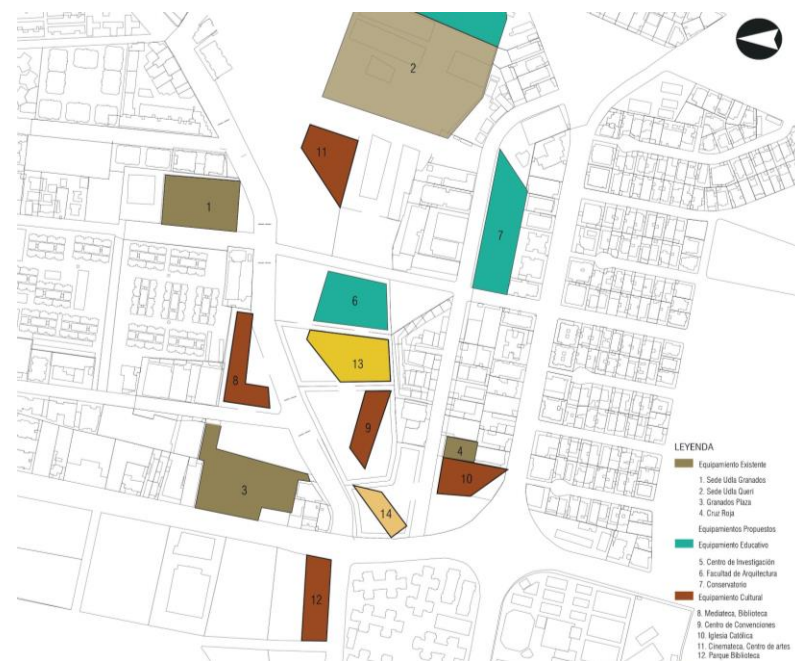 2
11
1
7
6
13
8
9
4
10
3
14
12
LEYENDA
Equipamiento Existente
1. Sede Udla Granados
2. Sede Udla Queri
3. Granados Plaza
4. Cruz Roja
Equipamientos Propuestos
Equipamiento Educativo
5. Centro de Investigación
6. Facultad de Arquitectura
7. Conservatorio
Equipamiento Cultural
8. Mediateca, Biblioteca
9. Centro de Convenciones
10. Iglesia Católica
11. Cinemateca, Centro de artes
12. Parque Biblioteca